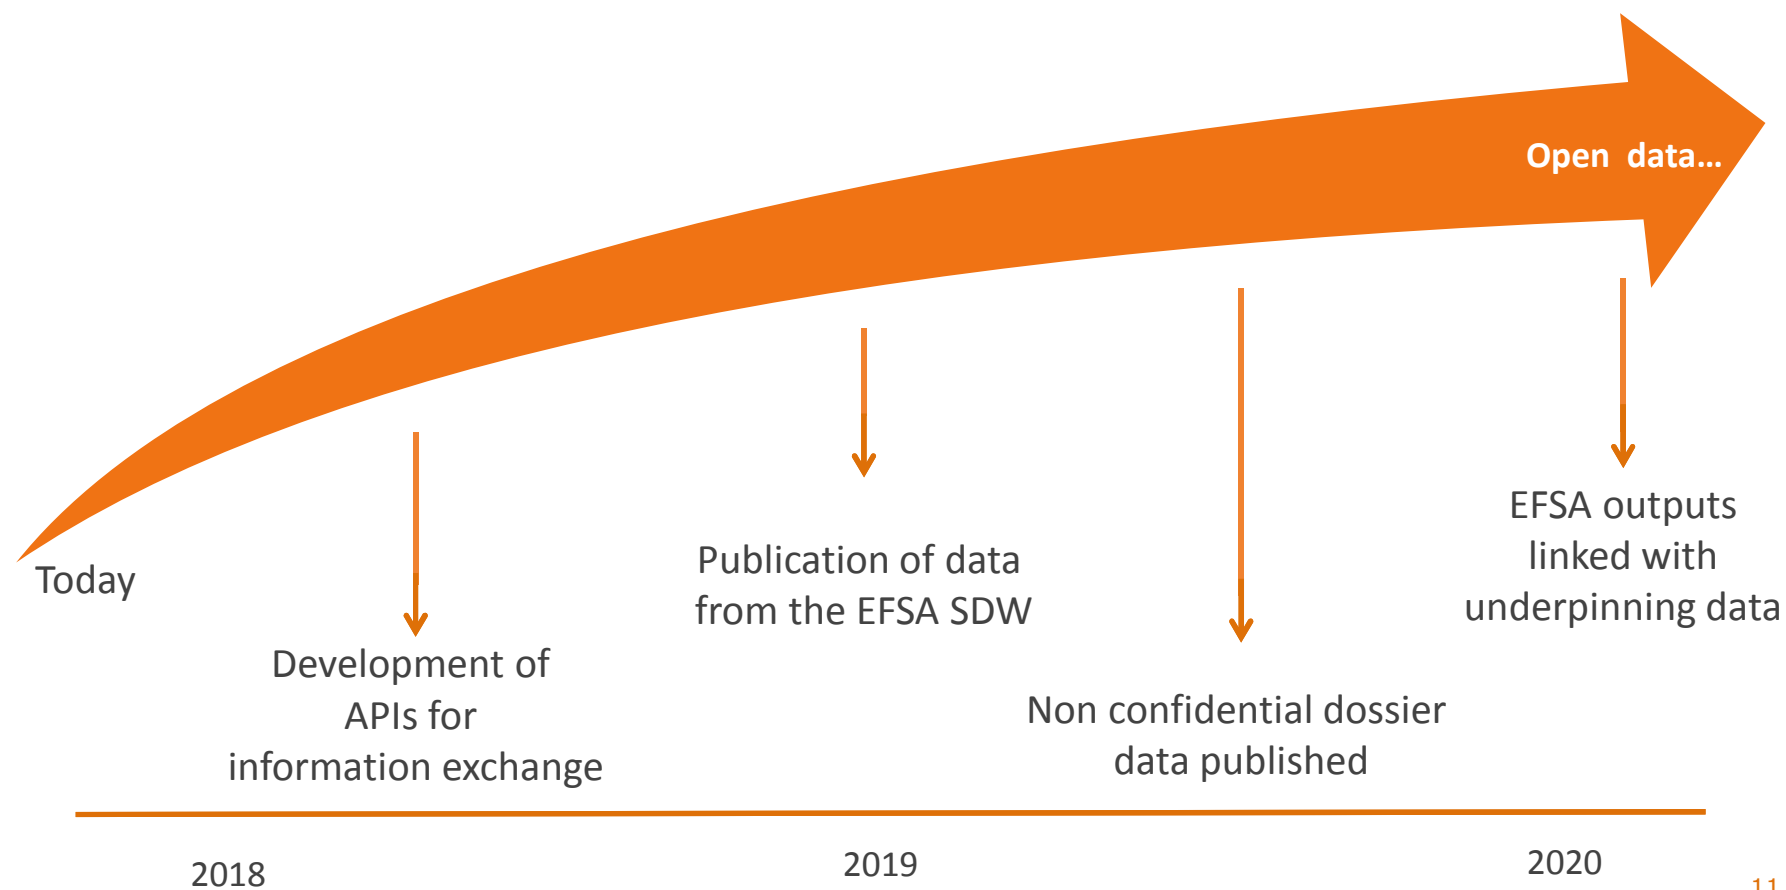 Open data...
Today
Development of
APIs for
information exchange
Publication of data
from the EFSA SDW
Non confidential dossier
data published
EFSA outputs
linked with
underpinning data
2018
2019
2020
11